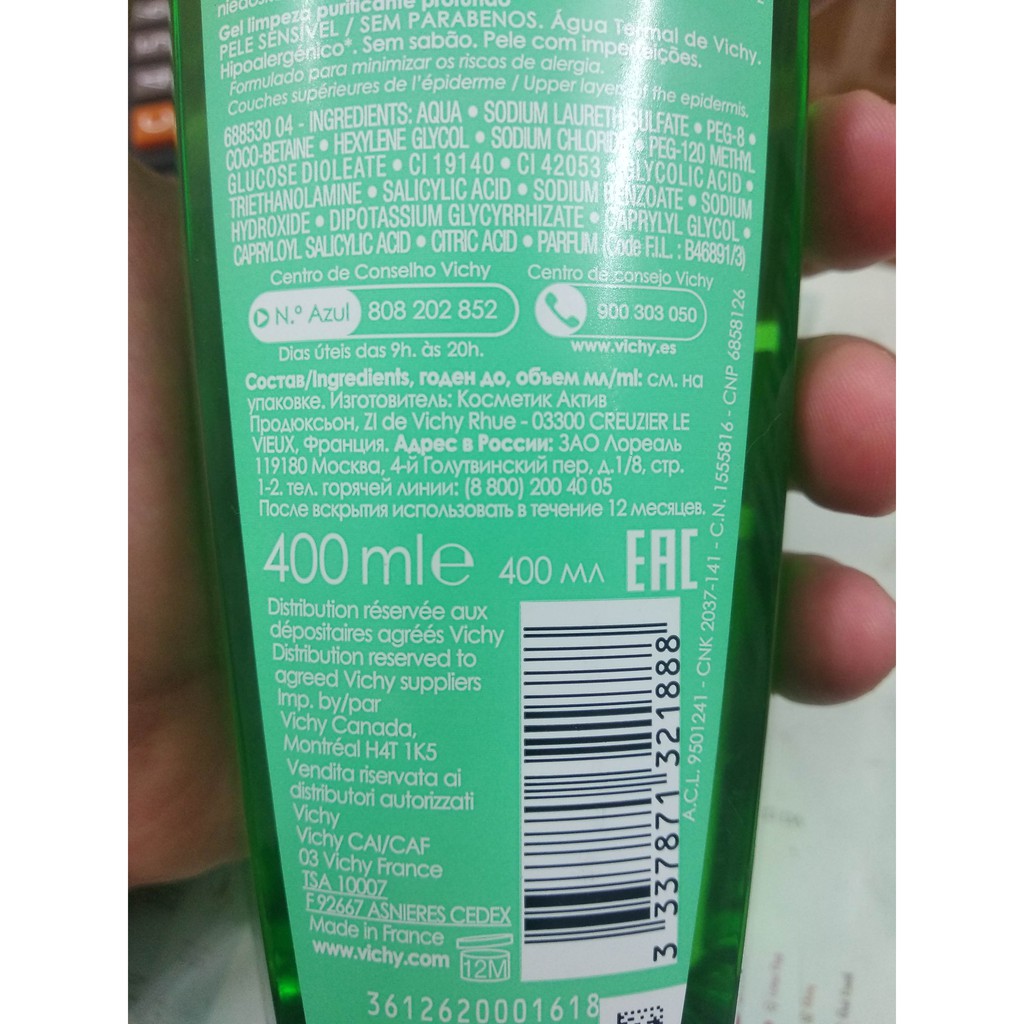 Gel limpeza purificante profundo
PELE SENSÍVEL / SEM PARABENOS. Água Termal de Vichy.
Hipoalergénico*. Sem sabão. Pele com imperfeições.
Formulado para minimizar os riscos de alergia.
Couches supérieures de l'épiderme / Upper layers of the epidermis.
688530 04 - INGREDIENTS: AQUA • SODIUM LAURETH SULFATE • PEG-8 •
COCO-BETAINE • HEXYLENE GLYCOL • SODIUM CHLORIDE • PEG-120 METHYL
GLUCOSE DIOLEATE • CI 19140 • CI 42053 • GLYCOLIC ACID •
TRIETHANOLAMINE • SALICYLIC ACID • SODIUM BENZOATE • SODIUM
HYDROXIDE • DIPOTASSIUM GLYCYRRHIZATE • CAPRYLYL GLYCOL •
CAPRYLOYL SALICYLIC ACID • CITRIC ACID • PARFUM (Code F.I.L. : B46891/3)
Centro de Conselho Vichy
N.º Azul 808 202 852
Dias úteis das 9h. às 20h.
Centro de consejo Vichy
900 303 050
www.vichy.es
Состав/Ingredients, годен до, объем мл/ml: см. на
упаковке. Изготовитель: Косметик Актив
Продюксьон, ZI de Vichy Rhue - 03300 CREUZIER LE
VIEUX, Франция. Адрес в России: ЗАО Лореаль
119180 Москва, 4-й Голутвинский пер, д.1/8, стр.
1-2. тел. горячей линии: (8 800) 200 40 05
После вскрытия использовать в течение 12 месяцев.
400 ml e 400 мл EAC
Distribution réservée aux
dépositaires agréés Vichy
Distribution reserved to
agreed Vichy suppliers
Imp. by/par
Vichy Canada,
Montréal H4T 1K5
Vendita riservata ai
distributori autorizzati
Vichy
Vichy CAI/CAF
03 Vichy France
TSA 10007
F 92667 ASNIERES CEDEX
Made in France
www.vichy.com
12M
3 337871 321888
A.C.L. 9501241 - CNK 2037-141 - C.N. 1555816 - CNP 6858126
3612620001618